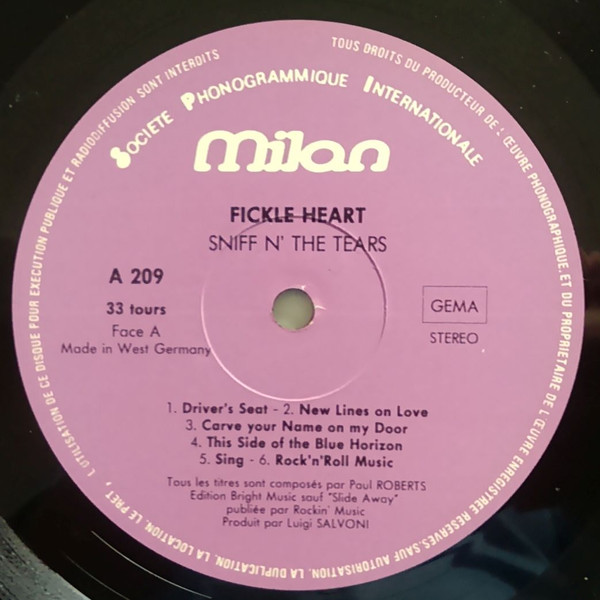 TOUS DROITS DU PRODUCTEUR DE L'ŒUVRE PHONOGRAPHIQUE, ET DU PROPRIETAIRE DE L'ŒUVRE ENREGISTREE RESERVES. SAUF AUTORISATION, LA DUPLICATION, LA LOCATION, LE PRET, L'UTILISATION DE CE DISQUE POUR EXECUTION PUBLIQUE ET RADIODIFFUSION SONT INTERDITS
SOCIETE PHONOGRAMMIQUE INTERNATIONALE
milan
FICKLE HEART
SNIFF N' THE TEARS
A 209
33 tours
Face A
Made in West Germany
GEMA
STEREO
1. Driver's Seat - 2. New Lines on Love
3. Carve your Name on my Door
4. This Side of the Blue Horizon
5. Sing - 6. Rock'n'Roll Music
Tous les titres sont composés par Paul ROBERTS
Edition Bright Music sauf "Slide Away"
publiée par Rockin' Music
Produit par Luigi SALVONI